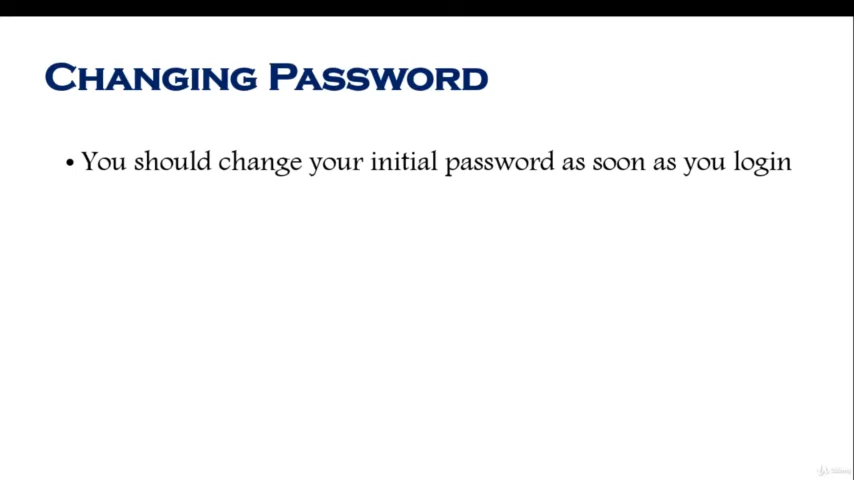 Changing Password
• You should change your initial password as soon as you login